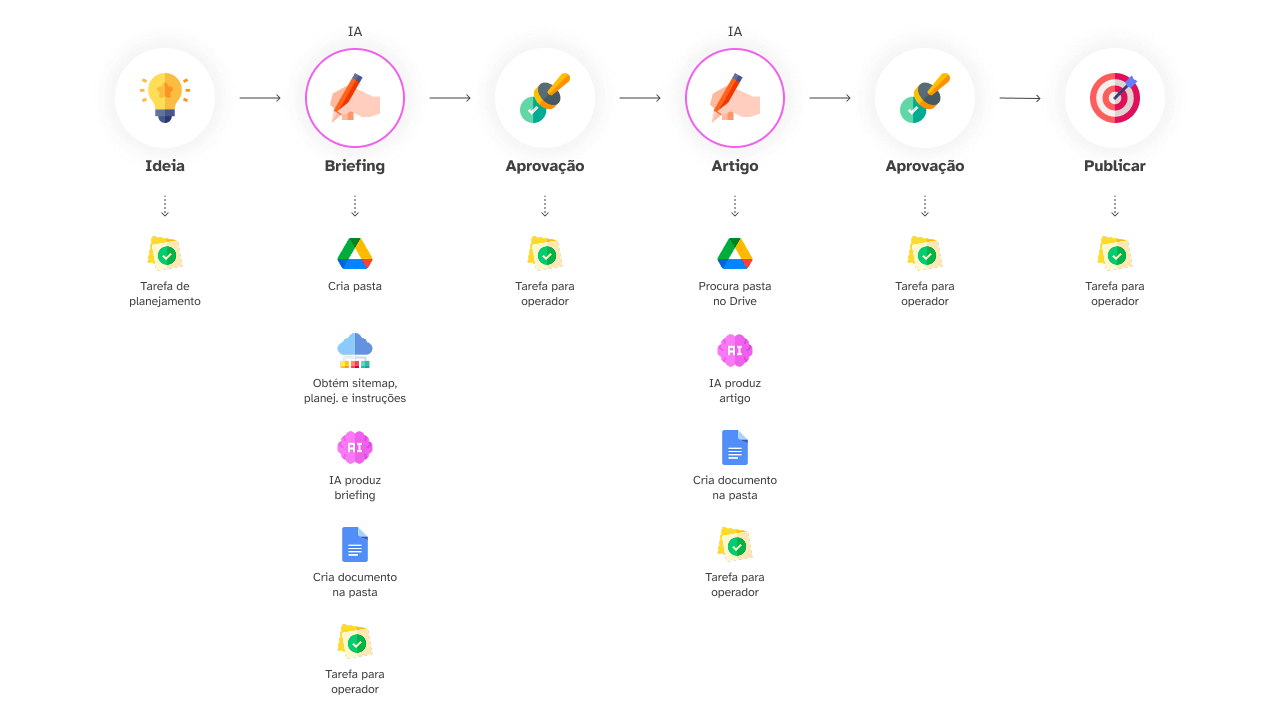 IA
IA
Ideia
Briefing
Aprovação
Artigo
Aprovação
Publicar
Tarefa de
planejamento
Cria pasta
Tarefa para
operador
Procura pasta
no Drive
Tarefa para
operador
Tarefa para
operador
Obtém sitemap,
planej. e instruções
AI
IA produz
artigo
AI
IA produz
briefing
Cria documento
na pasta
Cria documento
na pasta
Tarefa para
operador
Tarefa para
operador